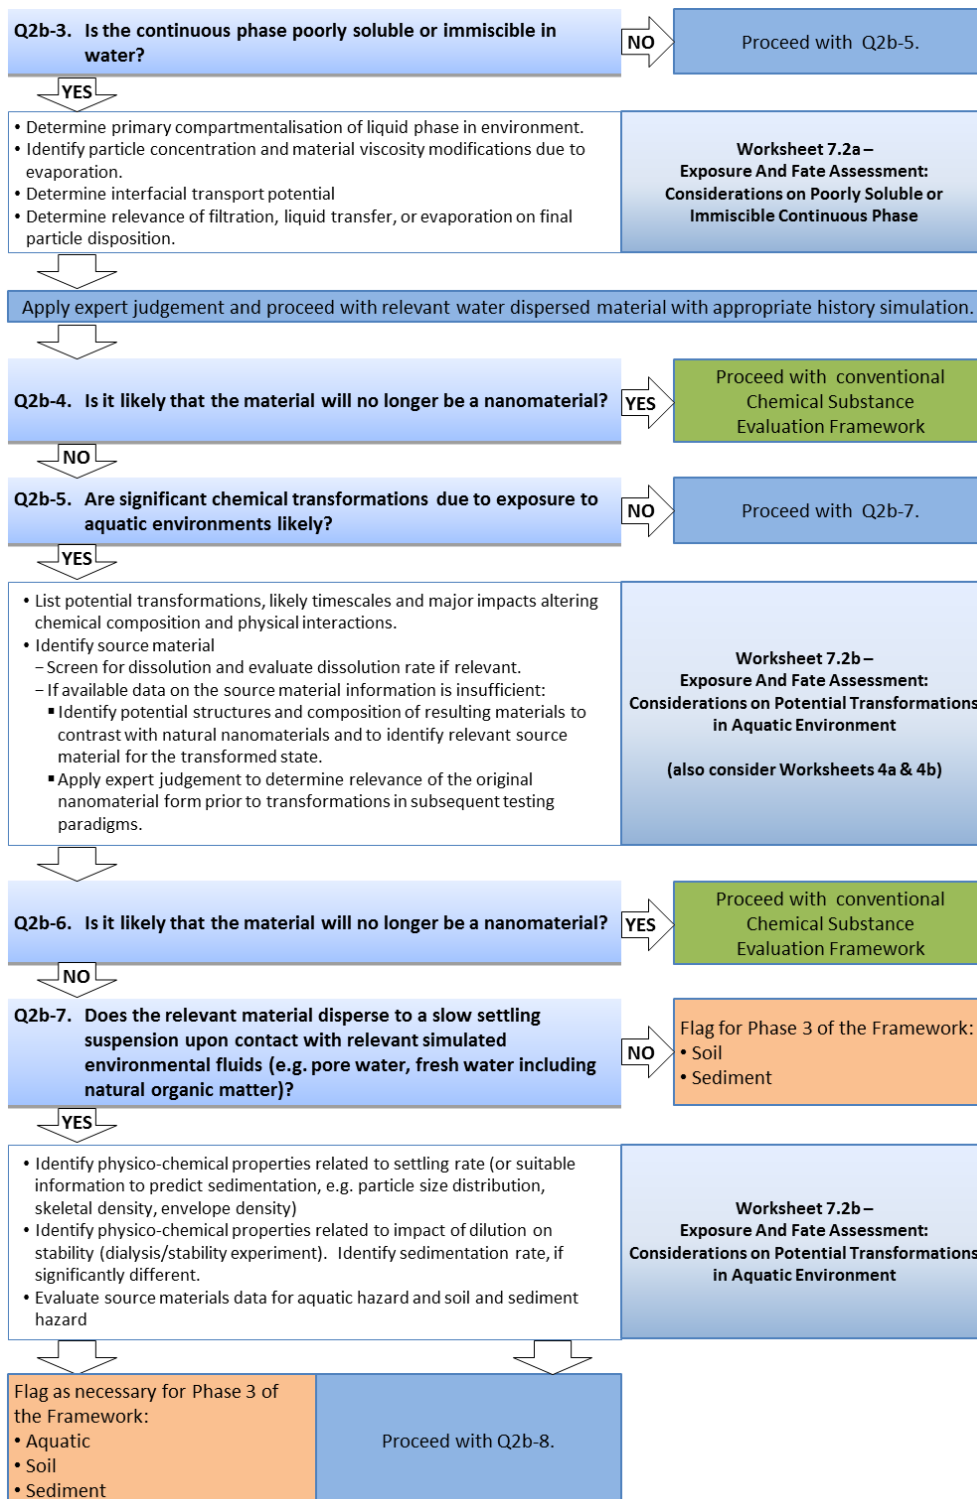 Q2b-3. Is the continuous phase poorly soluble or immiscible in
water?
NO
Proceed with Q2b-5.
YES
• Determine primary compartmentalisation of liquid phase in environment.
• Identify particle concentration and material viscosity modifications due to
evaporation.
• Determine interfacial transport potential
• Determine relevance of filtration, liquid transfer, or evaporation on final
particle disposition.
Worksheet 7.2a –
Exposure And Fate Assessment:
Considerations on Poorly Soluble or
Immiscible Continuous Phase
Apply expert judgement and proceed with relevant water dispersed material with appropriate history simulation.
Q2b-4. Is it likely that the material will no longer be a nanomaterial?
YES
Proceed with conventional
Chemical Substance
Evaluation Framework
NO
Q2b-5. Are significant chemical transformations due to exposure to
aquatic environments likely?
NO
Proceed with Q2b-7.
YES
• List potential transformations, likely timescales and major impacts altering
chemical composition and physical interactions.
• Identify source material
– Screen for dissolution and evaluate dissolution rate if relevant.
– If available data on the source material information is insufficient:
▪ Identify potential structures and composition of resulting materials to
contrast with natural nanomaterials and to identify relevant source
material for the transformed state.
▪ Apply expert judgement to determine relevance of the original
nanomaterial form prior to transformations in subsequent testing
paradigms.
Worksheet 7.2b –
Exposure And Fate Assessment:
Considerations on Potential Transformations
in Aquatic Environment
(also consider Worksheets 4a & 4b)
Q2b-6. Is it likely that the material will no longer be a nanomaterial?
YES
Proceed with conventional
Chemical Substance
Evaluation Framework
NO
Q2b-7. Does the relevant material disperse to a slow settling
suspension upon contact with relevant simulated
environmental fluids (e.g. pore water, fresh water including
natural organic matter)?
NO
Flag for Phase 3 of the Framework:
• Soil
• Sediment
YES
• Identify physico-chemical properties related to settling rate (or suitable
information to predict sedimentation, e.g. particle size distribution,
skeletal density, envelope density)
• Identify physico-chemical properties related to impact of dilution on
stability (dialysis/stability experiment). Identify sedimentation rate, if
significantly different.
• Evaluate source materials data for aquatic hazard and soil and sediment
hazard
Worksheet 7.2b –
Exposure And Fate Assessment:
Considerations on Potential Transformations
in Aquatic Environment
Flag as necessary for Phase 3 of
the Framework:
• Aquatic
• Soil
• Sediment
Proceed with Q2b-8.